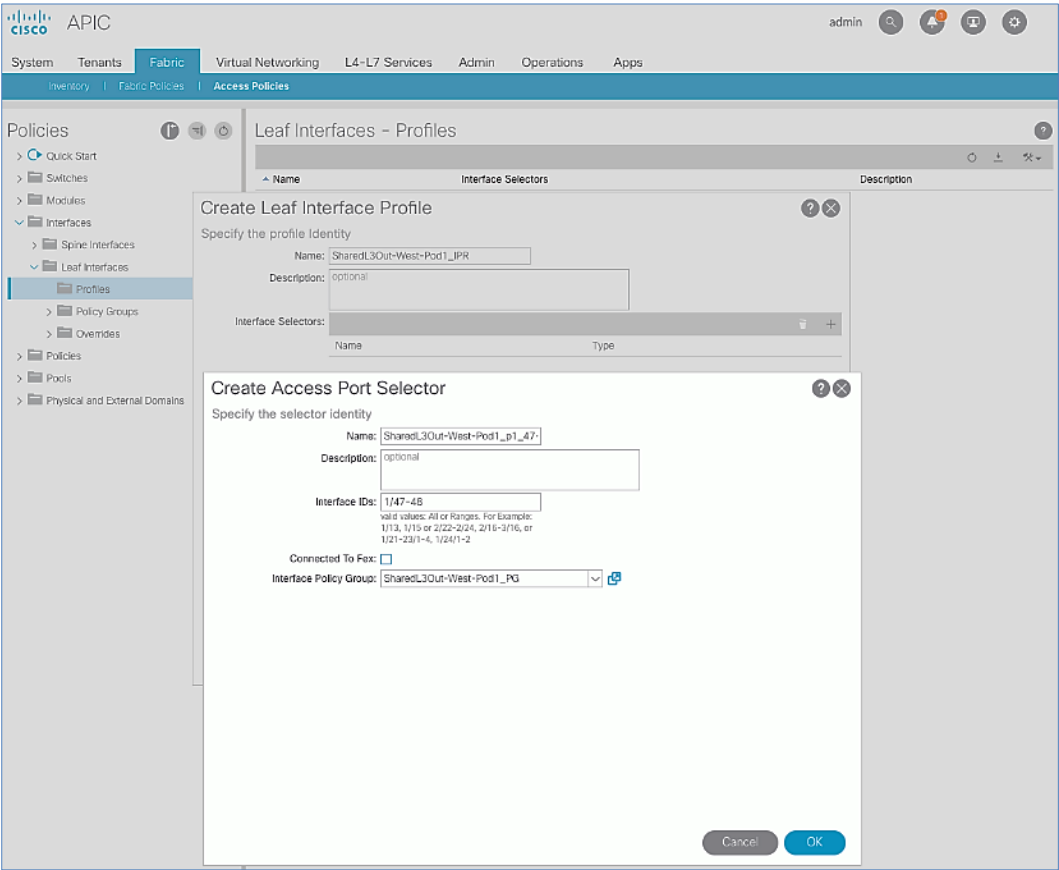 cisco APIC admin 1
System Tenants Fabric Virtual Networking L4-L7 Services Admin Operations Apps
Inventory | Fabric Policies | Access Policies
Policies
Quick Start
Switches
Modules
Interfaces
Spine Interfaces
Leaf Interfaces
Profiles
Policy Groups
Overrides
Policies
Pools
Physical and External Domains
Leaf Interfaces - Profiles
Name Interface Selectors Description
Create Leaf Interface Profile
Specify the profile Identity
Name: SharedL3Out-West-Pod1_IPR
Description: optional
Interface Selectors:
Name Type
Create Access Port Selector
Specify the selector identity
Name: SharedL3Out-West-Pod1_p1_47-
Description: optional
Interface IDs: 1/47-48
valid values: All or Ranges. For Example:
1/13, 1/15 or 2/22-2/24, 2/16-3/16, or
1/21-23/1-4, 1/24/1-2
Connected To Fex:
Interface Policy Group: SharedL3Out-West-Pod1_PG
Cancel OK